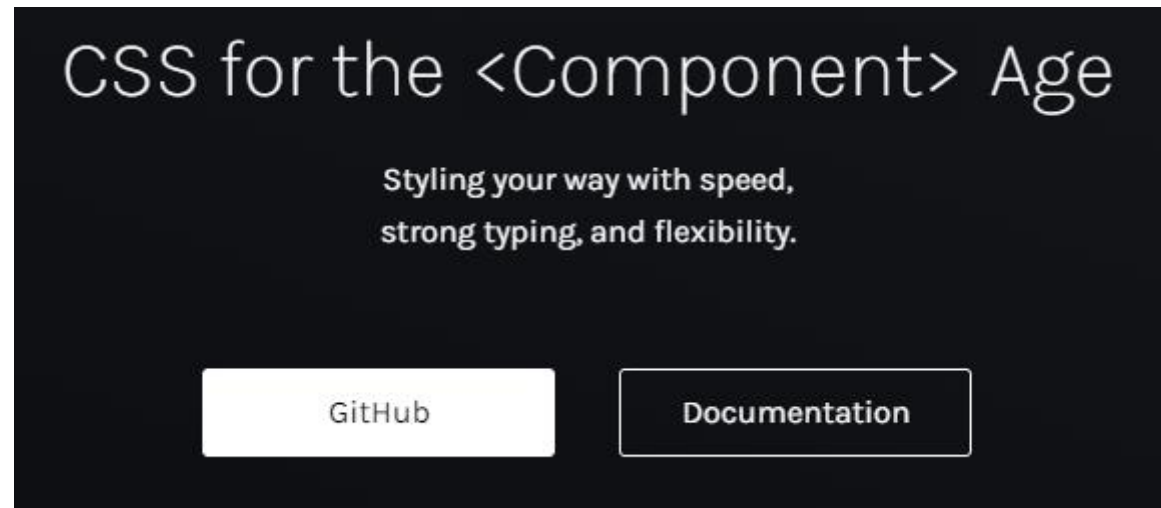 CSS for the <Component> Age
Styling your way with speed,
strong typing, and flexibility.
GitHub
Documentation